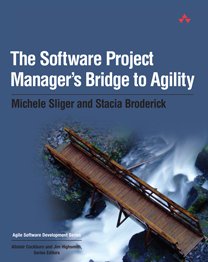 The Software Project
Manager's Bridge to Agility
Michele Sliger and Stacia Broderick
Agile Software Development Series
Alistair Cockburn and Jim Highsmith,
Series Editors